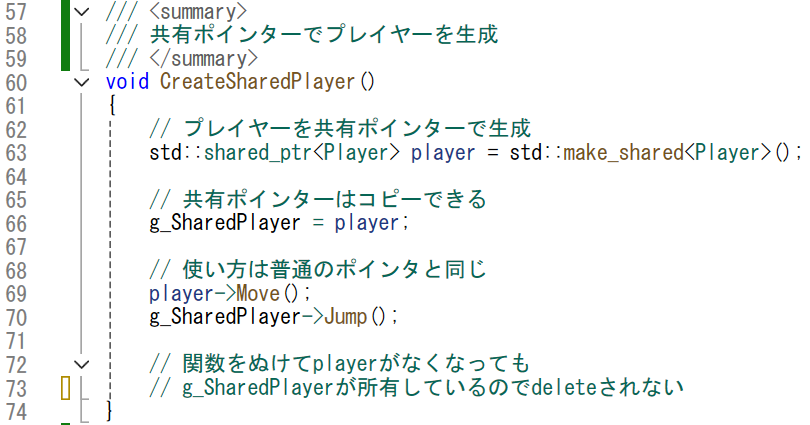 57 /// <summary>
58 /// 共有ポインターでプレイヤーを生成
59 /// </summary>
60 void CreateSharedPlayer()
61 {
62 // プレイヤーを共有ポインターで生成
63 std::shared_ptr<Player> player = std::make_shared<Player>();
64
65 // 共有ポインターはコピーできる
66 g_SharedPlayer = player;
67
68 // 使い方は普通のポインタと同じ
69 player->Move();
70 g_SharedPlayer->Jump();
71
72 // 関数をぬけてplayerがなくなっても
73 // g_SharedPlayerが所有しているのでdeleteされない
74 }